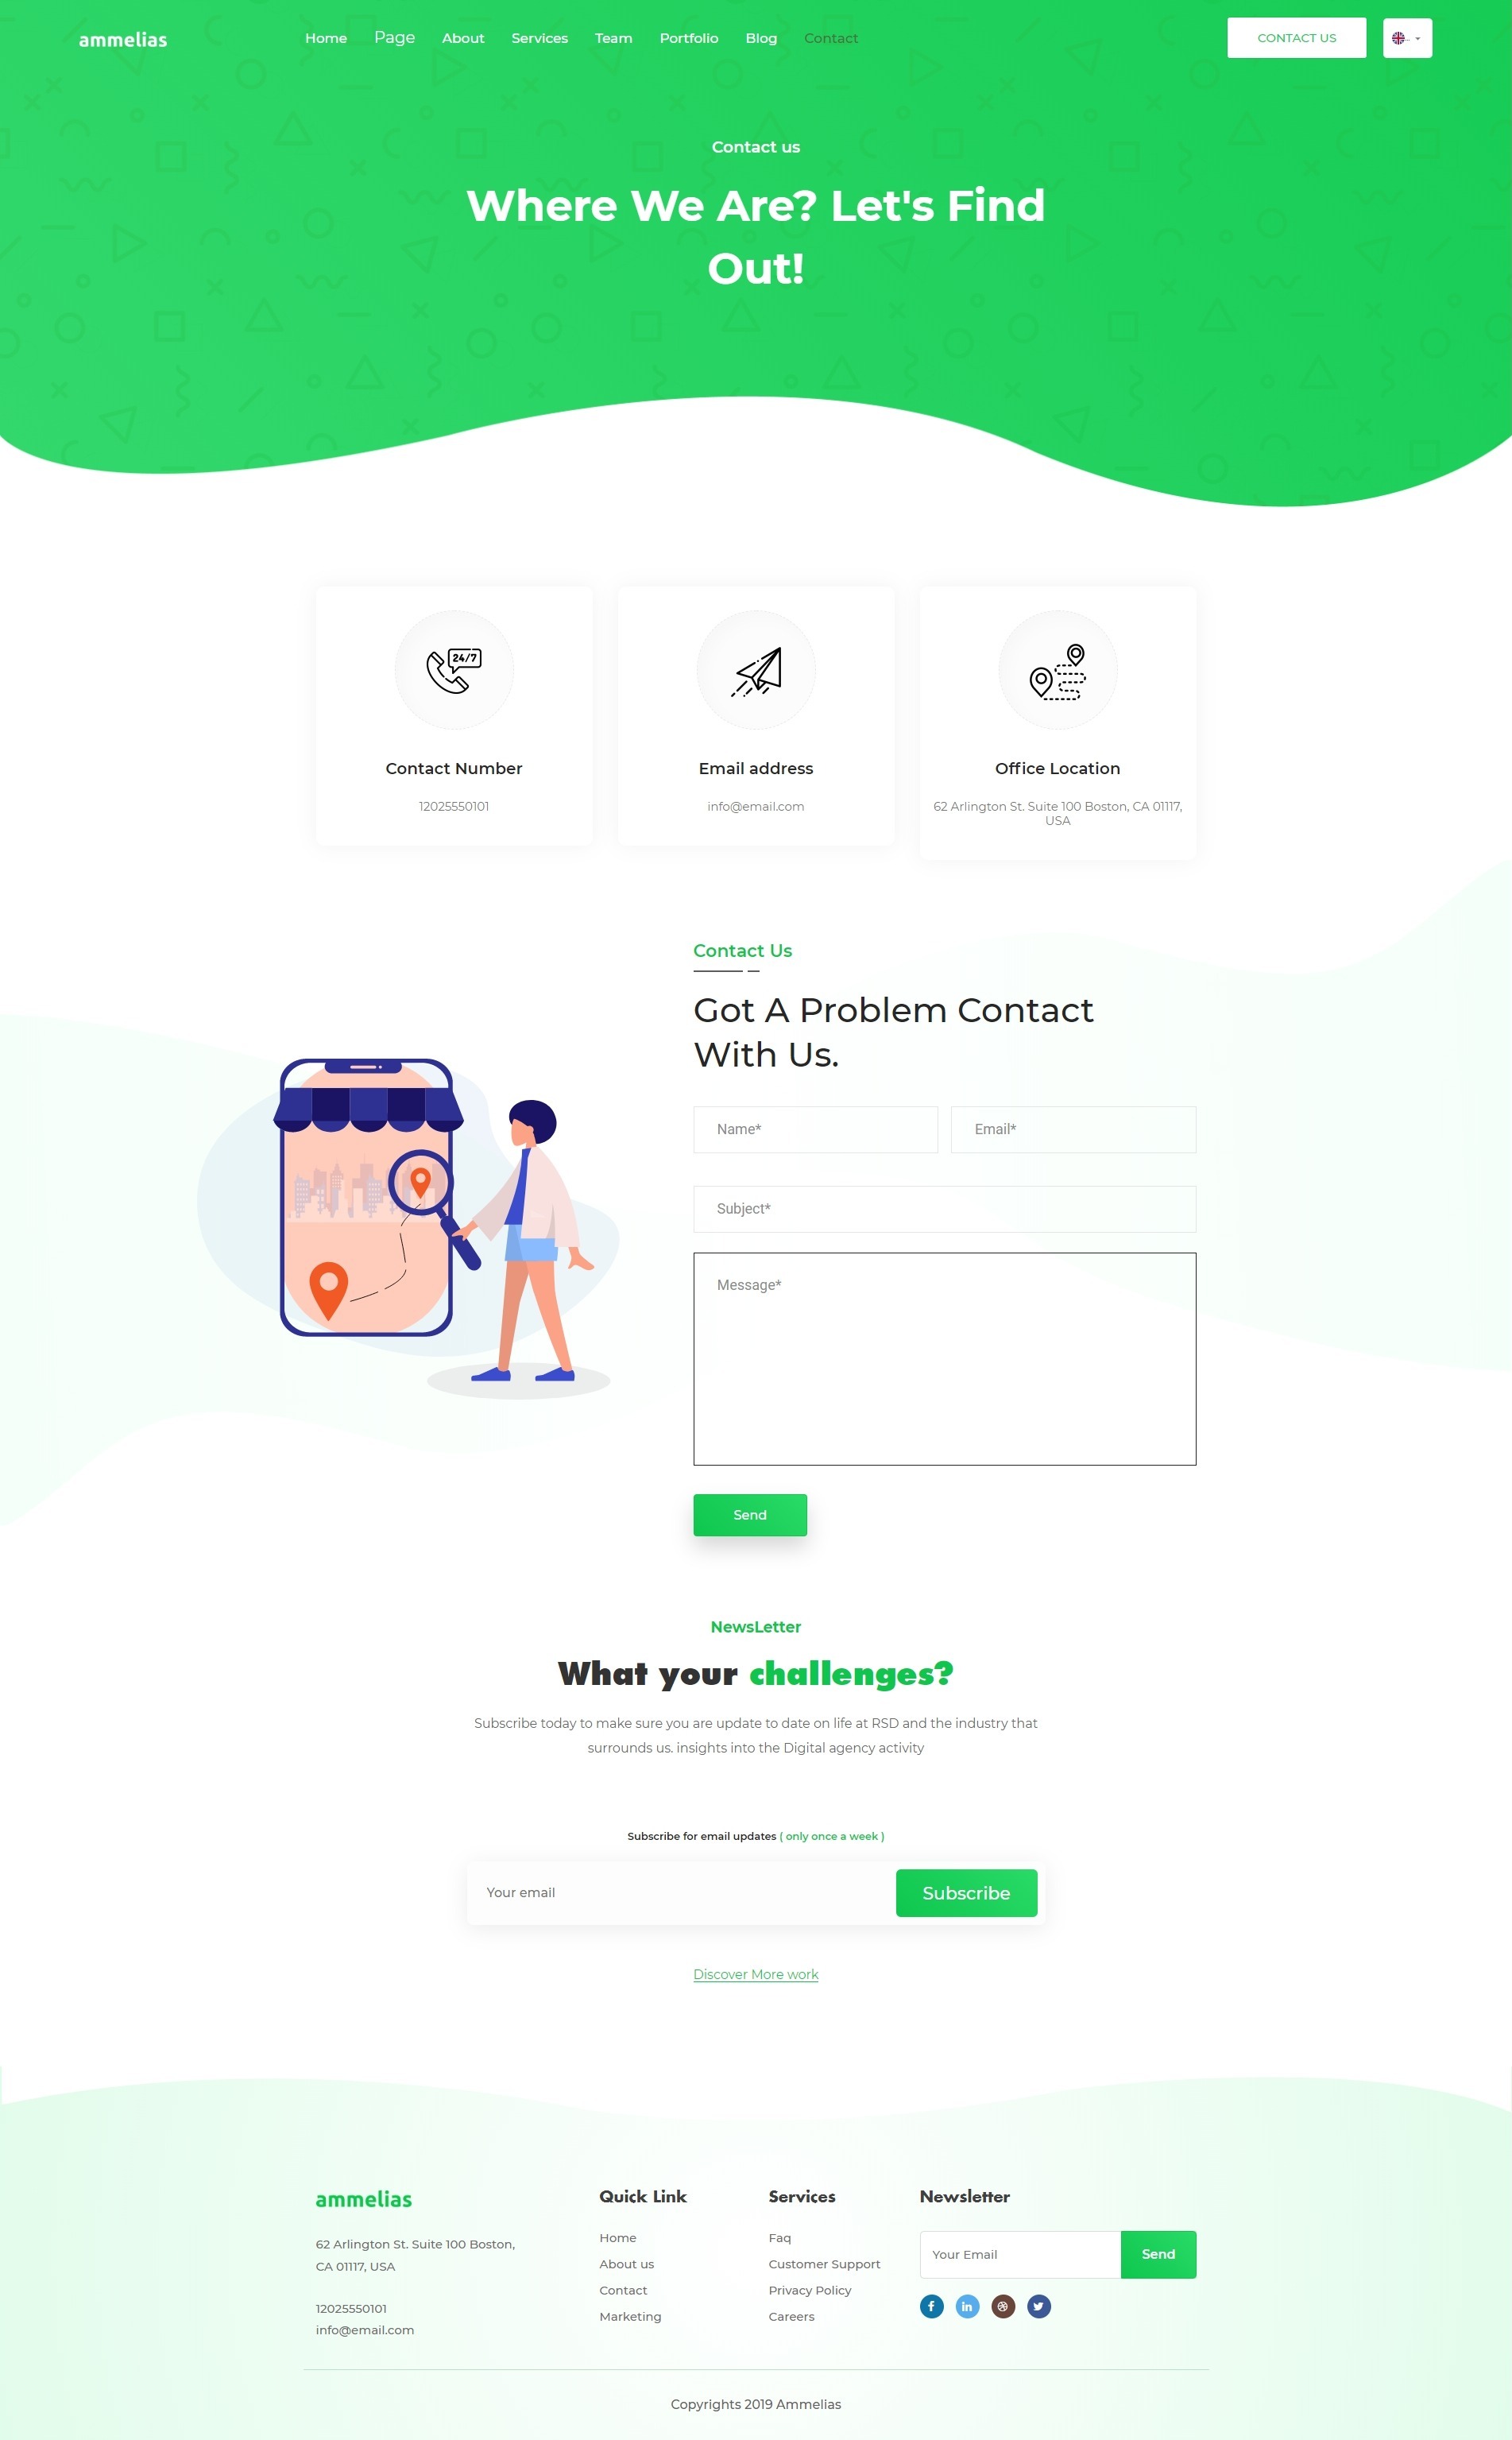 ammelias
Home Page About Services Team Portfolio Blog Contact
CONTACT US
Contact us
Where We Are? Let's Find
Out!
24/7
Contact Number
12025550101
Email address
info@email.com
Office Location
62 Arlington St. Suite 100 Boston, CA 01117,
USA
Contact Us
Got A Problem Contact
With Us.
Name*
Email*
Subject*
Message*
Send
NewsLetter
What your challenges?
Subscribe today to make sure you are update to date on life at RSD and the industry that
surrounds us. insights into the Digital agency activity
Subscribe for email updates ( only once a week )
Your email
Subscribe
Discover More work
ammelias
62 Arlington St. Suite 100 Boston,
CA 01117, USA
12025550101
info@email.com
Quick Link
Home
About us
Contact
Marketing
Services
Faq
Customer Support
Privacy Policy
Careers
Newsletter
Your Email
Send
Copyrights 2019 Ammelias